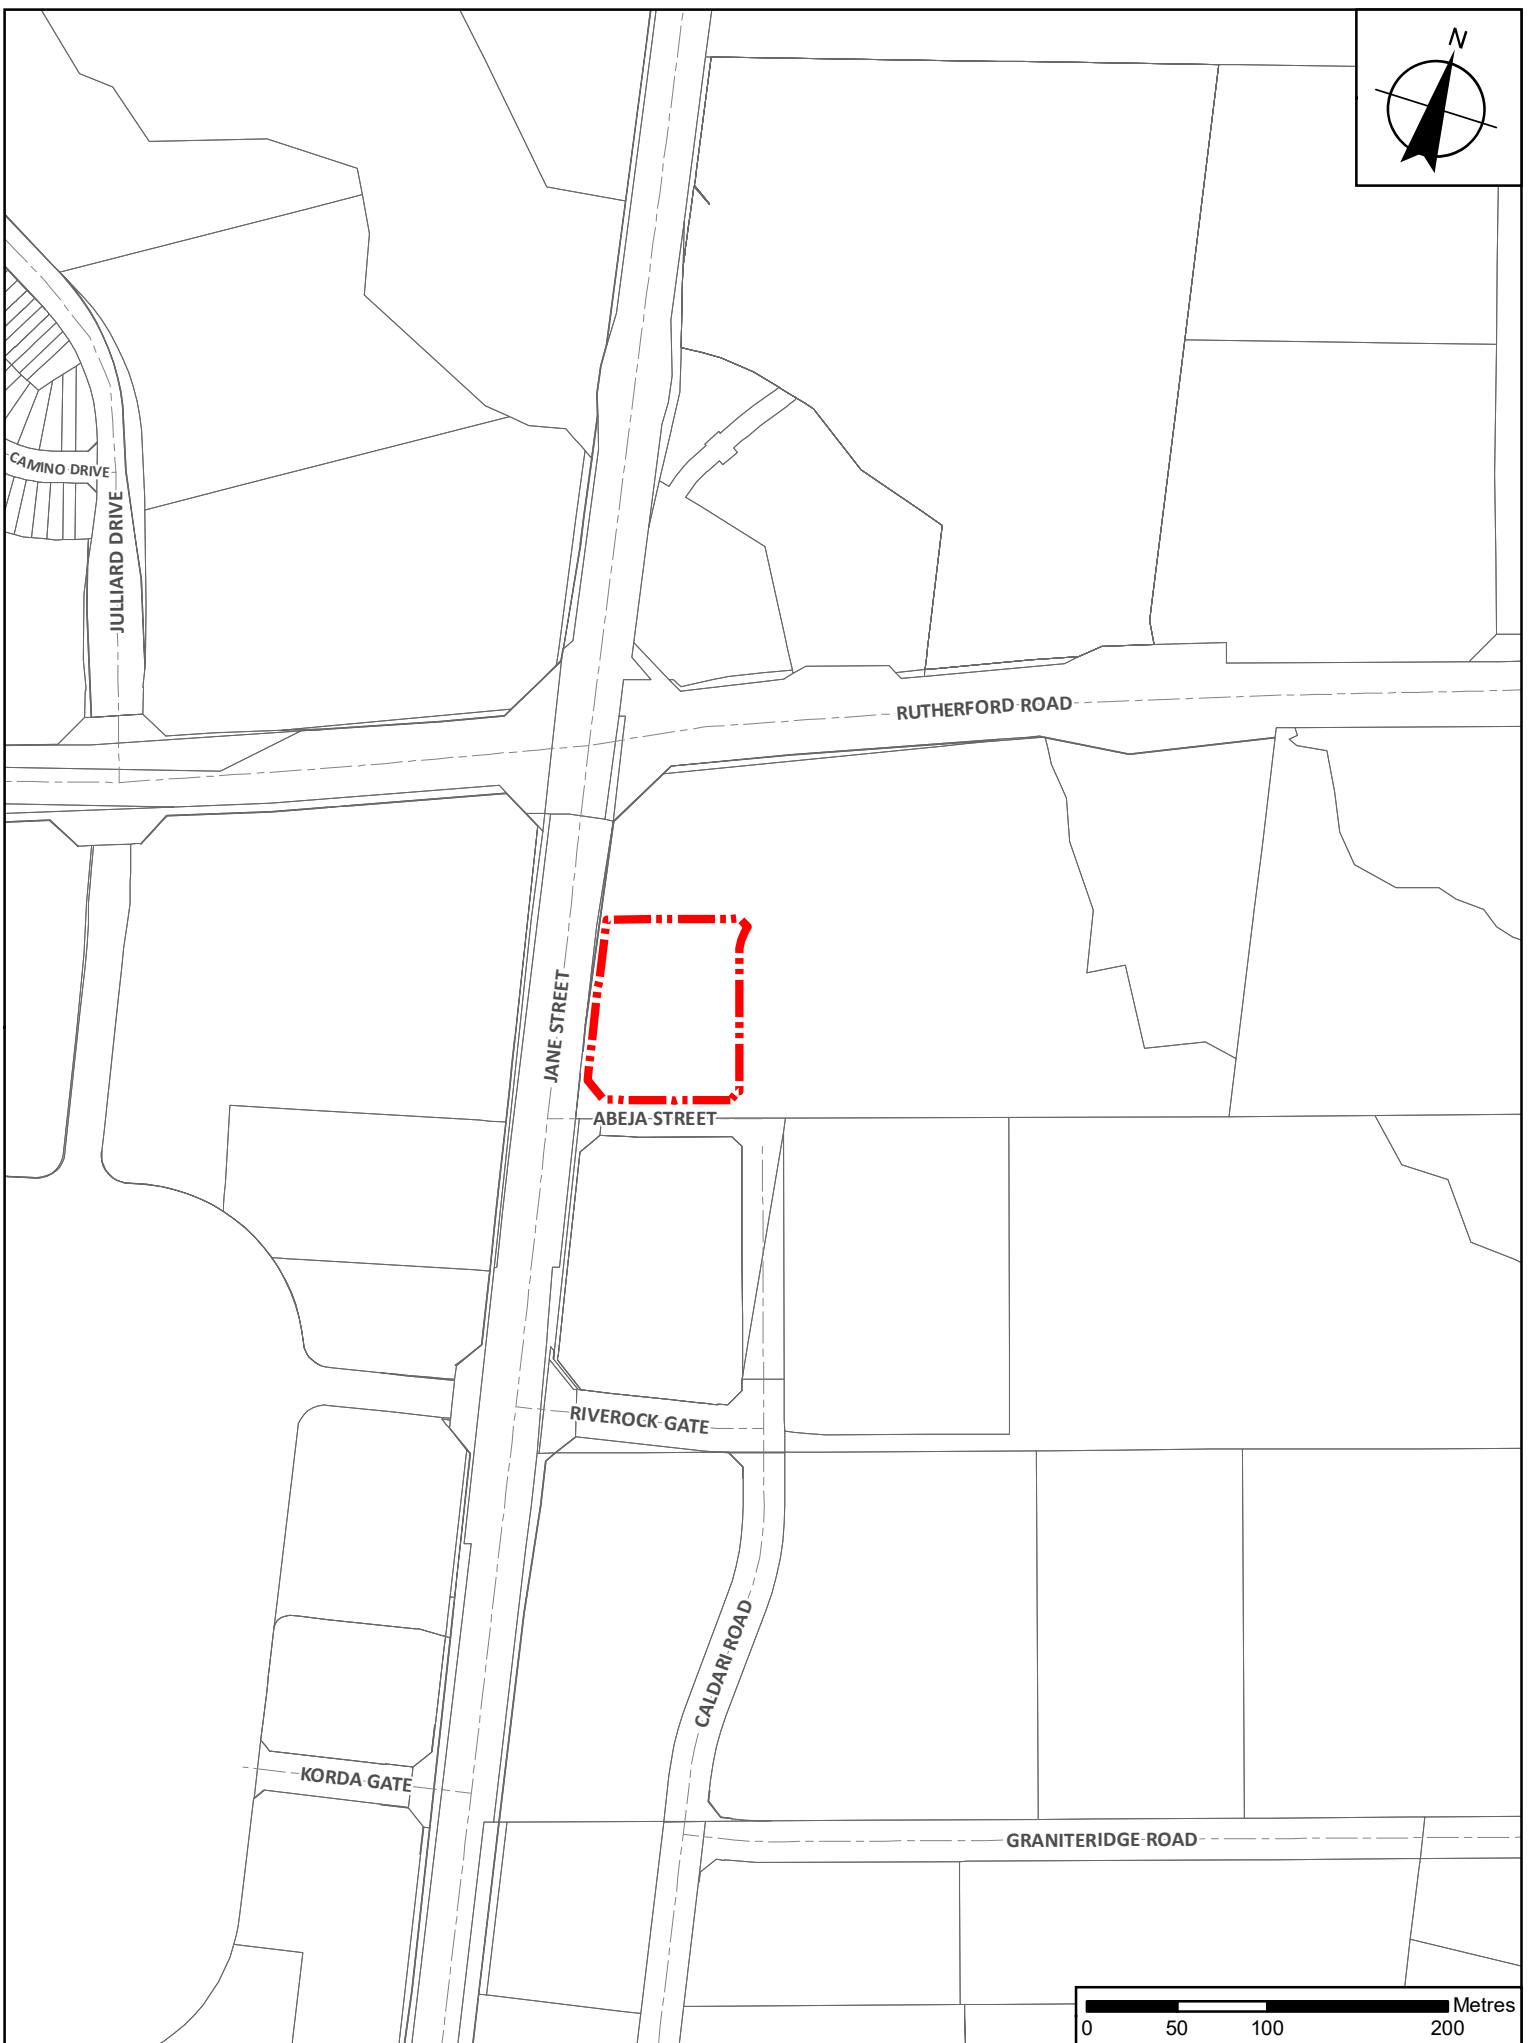 N
CAMINO DRIVE
JULLIARD DRIVE
RUTHERFORD ROAD
JANE STREET
ABEJA STREET
RIVEROCK GATE
CALDARI ROAD
KORDA GATE
GRANITERIDGE ROAD
Metres
0 50 100 200